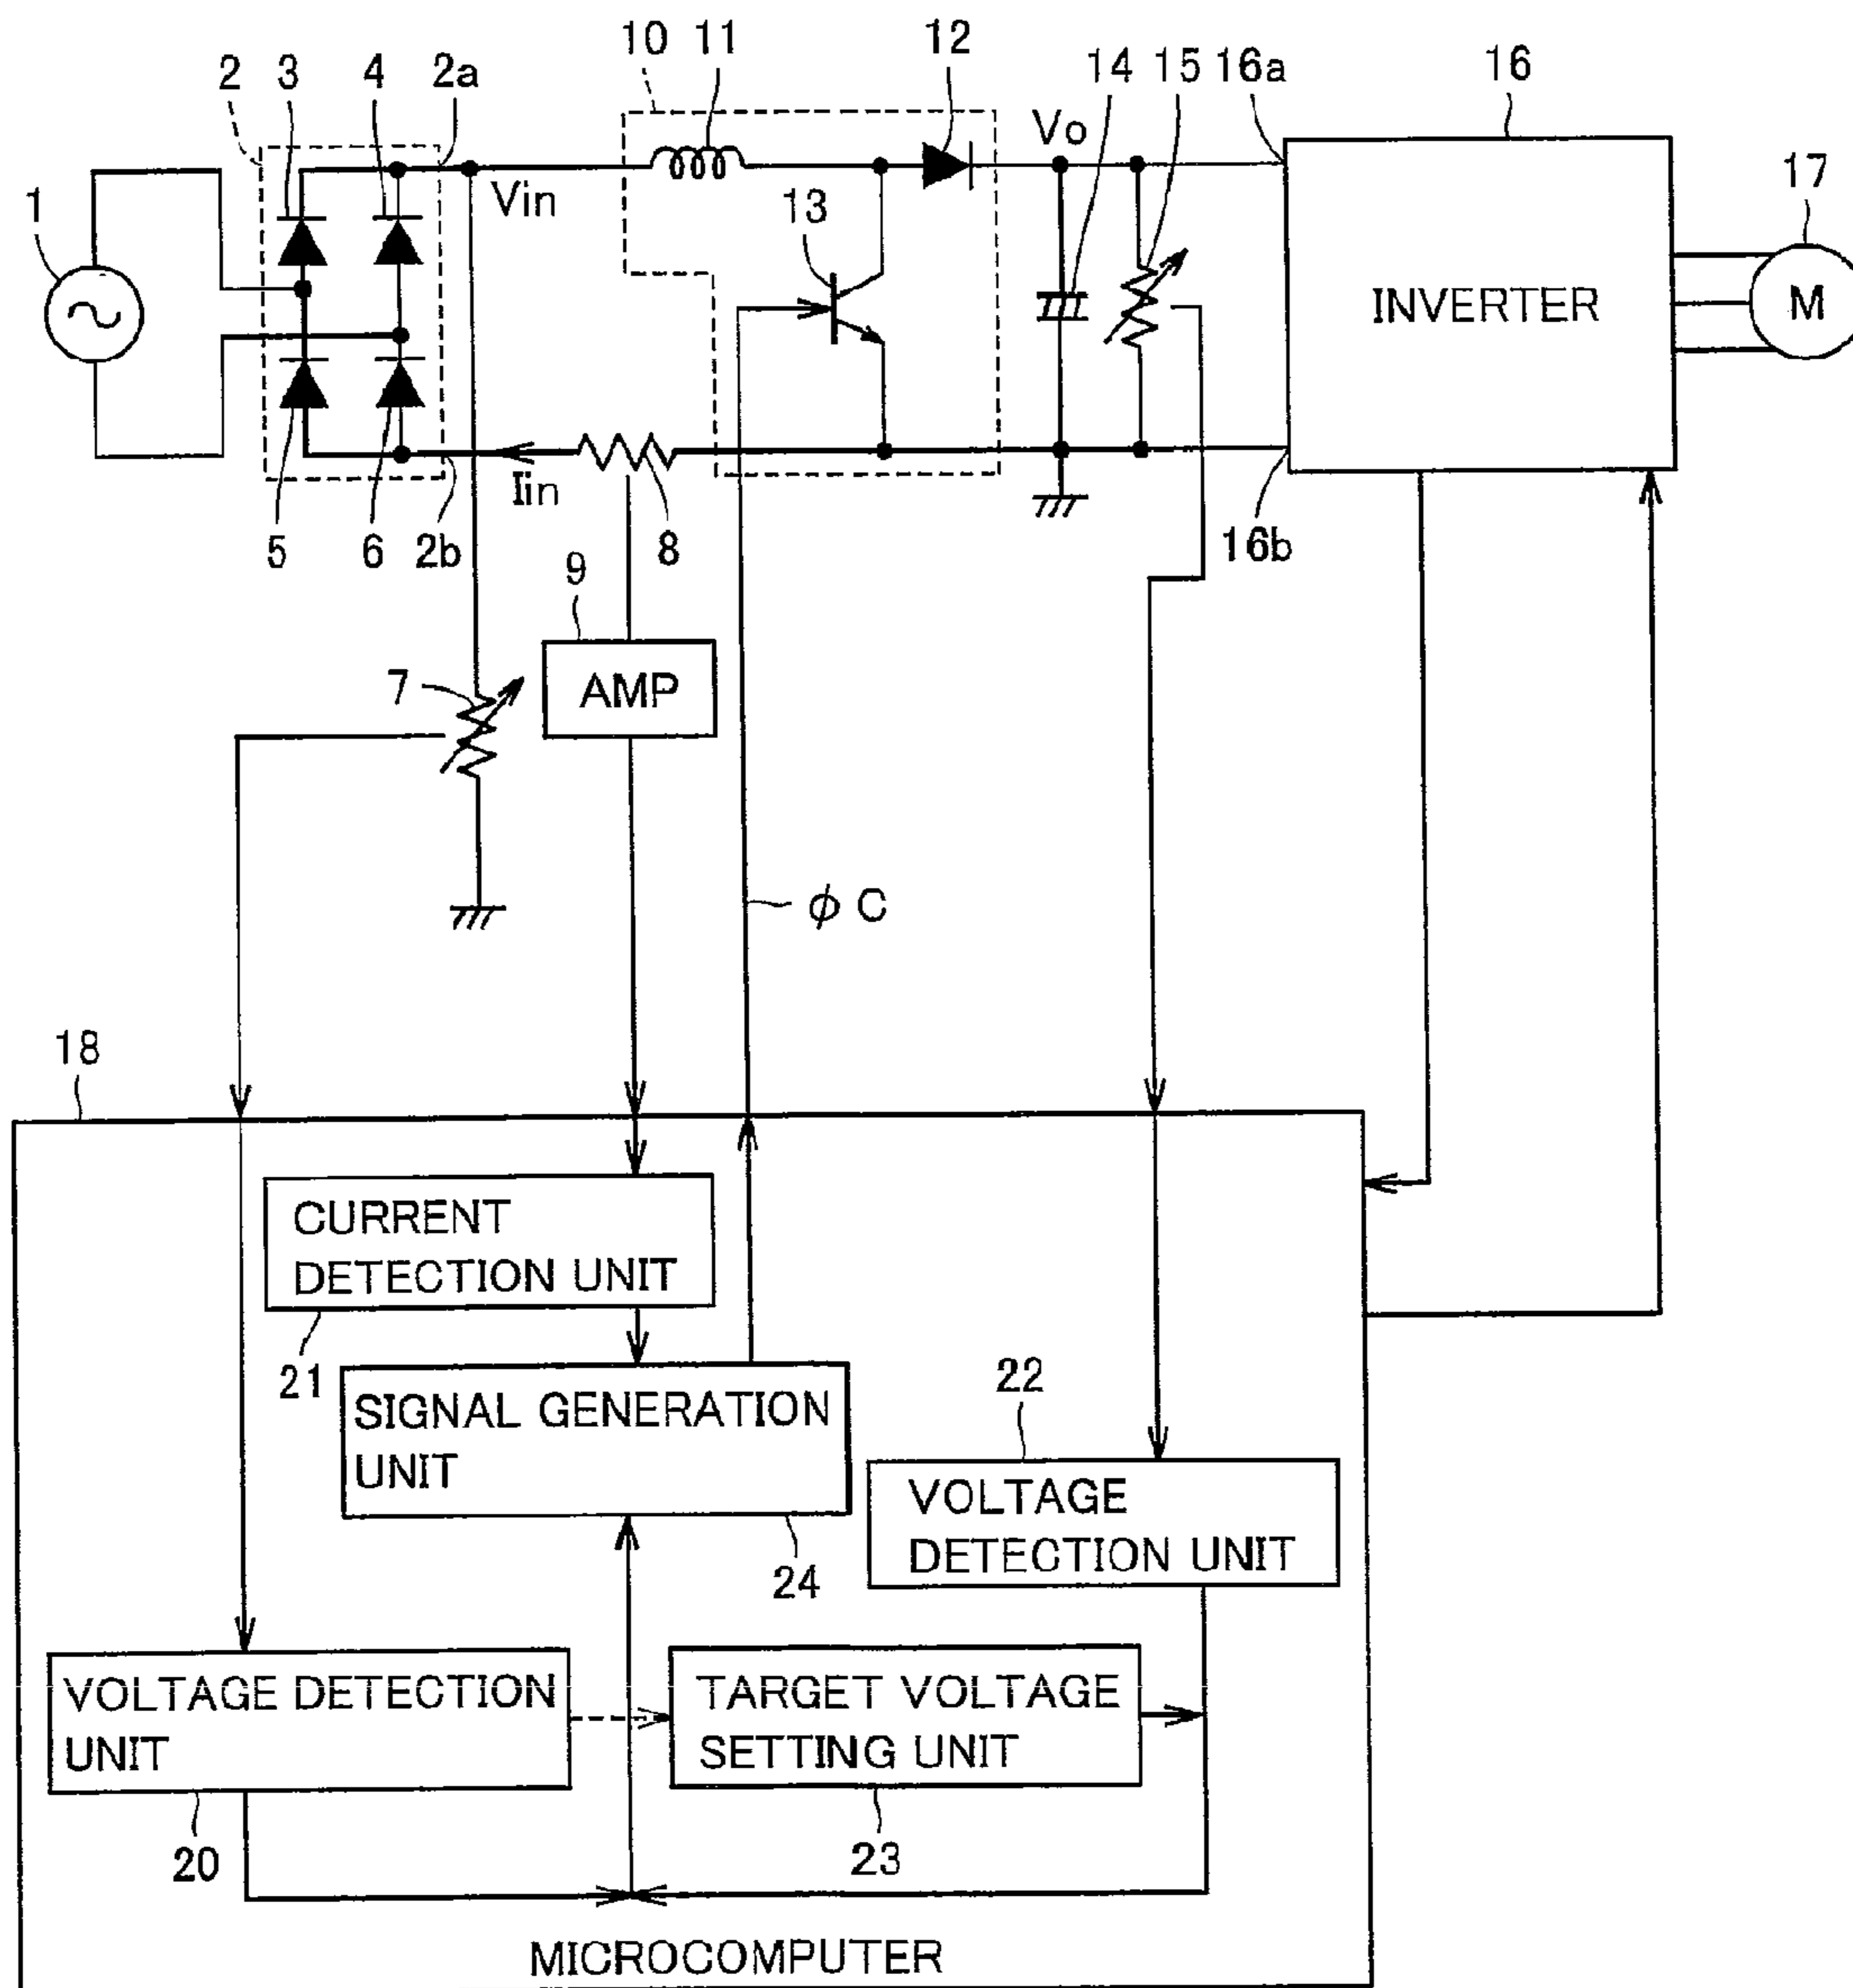 10 11 12
2 3 4 2a 14 15 16a 16
Vo
1 Vin 13 17
INVERTER M
Iin
5 6 2b 8 16b
9
7 AMP
φ C
18
CURRENT
DETECTION UNIT
21 22
SIGNAL GENERATION
UNIT
VOLTAGE
DETECTION UNIT
24
VOLTAGE DETECTION
UNIT
TARGET VOLTAGE
SETTING UNIT
20 23
MICROCOMPUTER